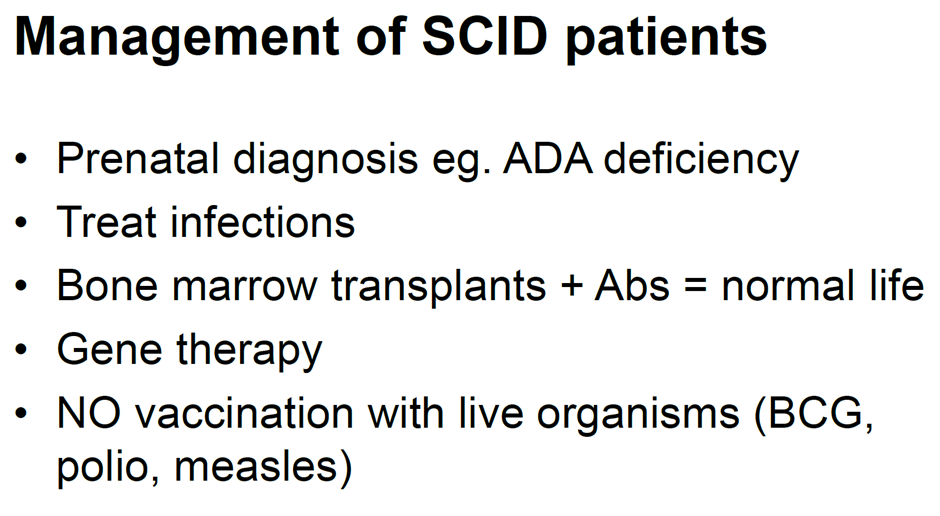 Management of SCID patients
• Prenatal diagnosis eg. ADA deficiency
• Treat infections
• Bone marrow transplants + Abs = normal life
• Gene therapy
• NO vaccination with live organisms (BCG,
polio, measles)